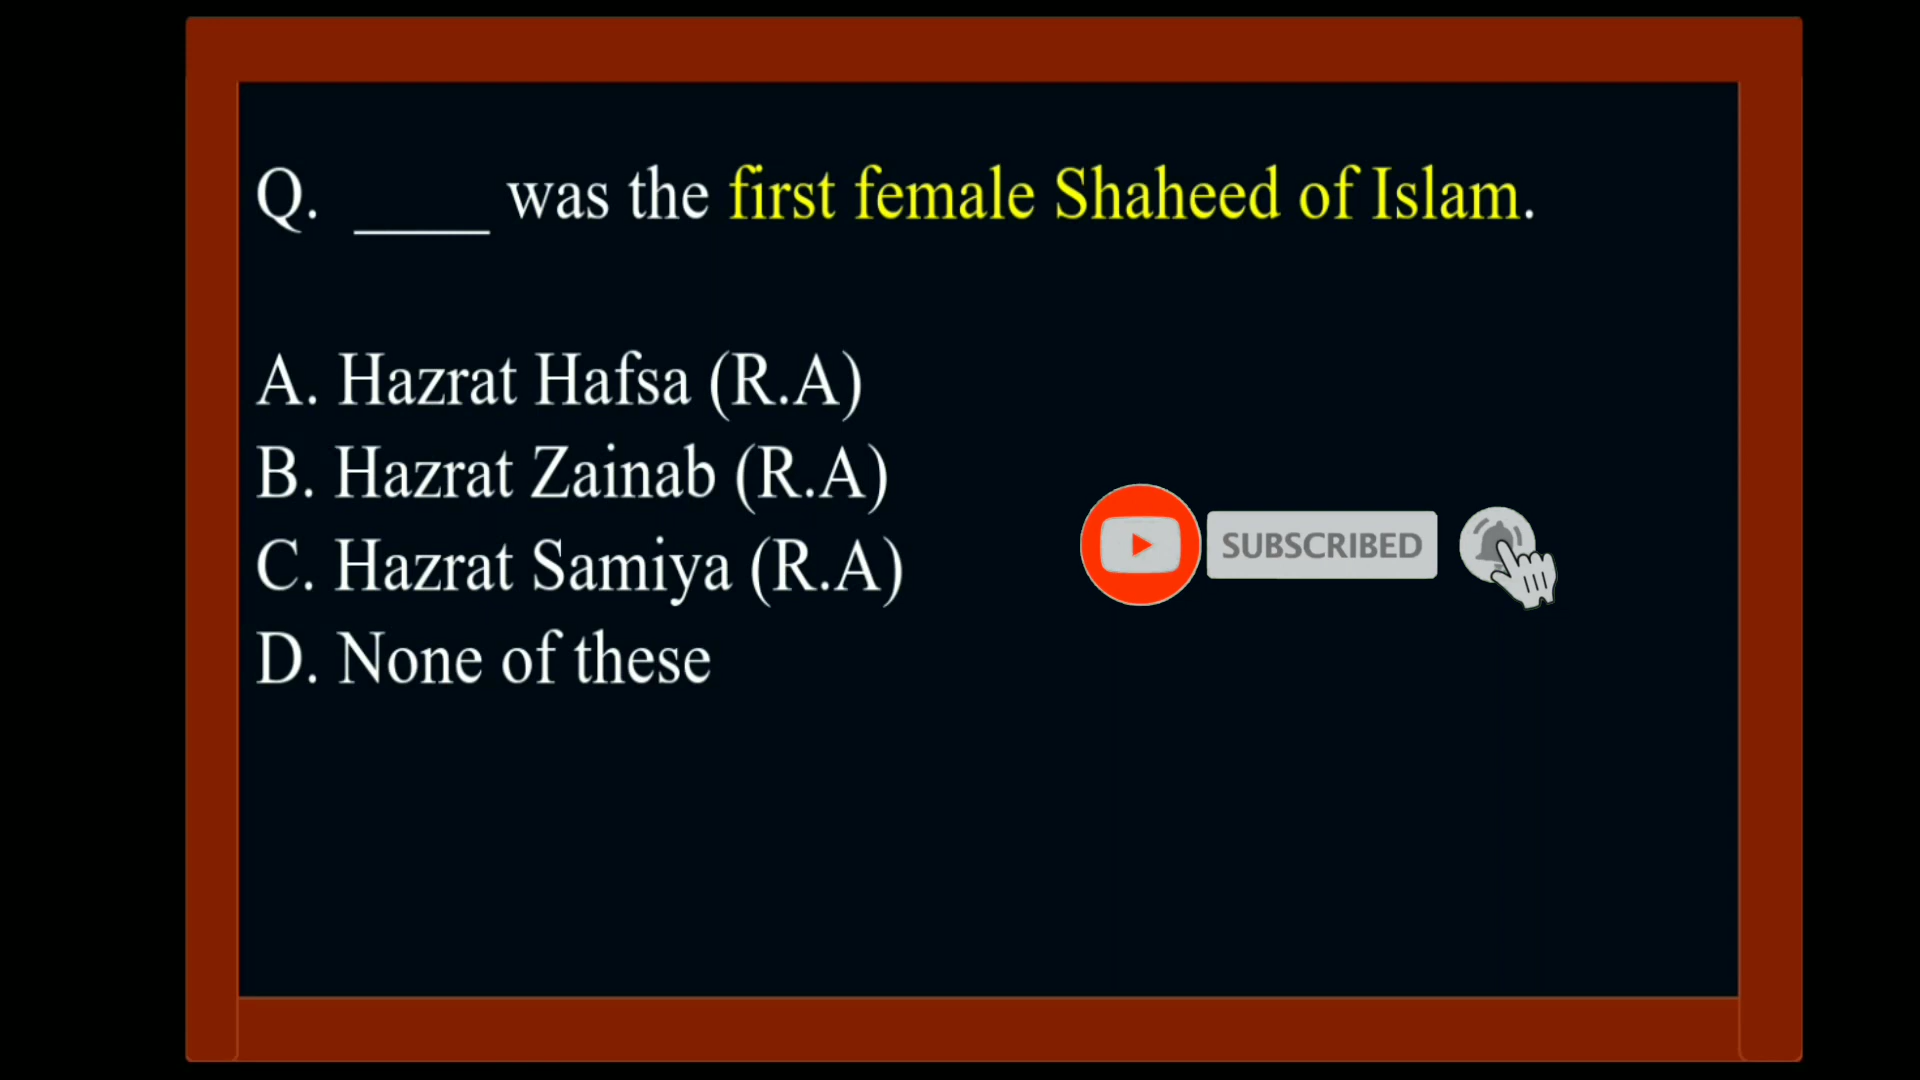 Q. ____ was the first female Shaheed of Islam.
A. Hazrat Hafsa (R.A)
B. Hazrat Zainab (R.A)
C. Hazrat Samiya (R.A)
D. None of these
SUBSCRIBED